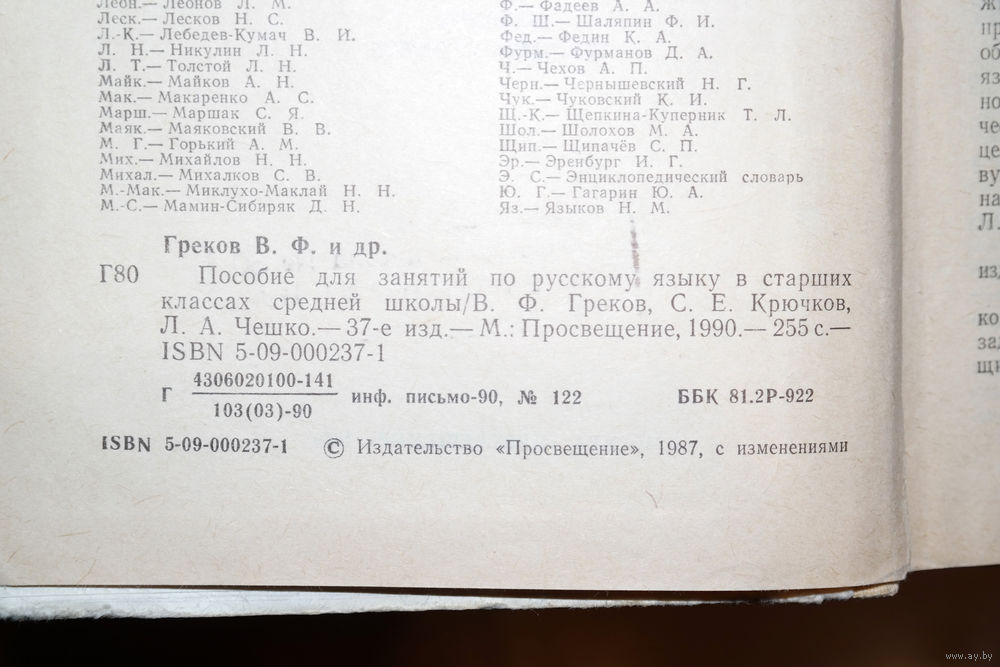 Леон.— Леонов Л. М.
Леск.— Лесков Н. С.
Л.-К.— Лебедев-Кумач В. И.
Л. Н.— Никулин Л. Н.
Л. Т.— Толстой Л. Н.
Майк.— Майков А. Н.
Мак.— Макаренко А. С.
Марш.— Маршак С. Я.
Маяк.— Маяковский В. В.
М. Г.— Горький А. М.
Мих.— Михайлов Н. Н.
Михал.— Михалков С. В.
М.-Мак.— Миклухо-Маклай Н. Н.
М.-С.— Мамин-Сибиряк Д. Н.
Ф.— Фадеев А. А.
Ф. Ш.— Шаляпин Ф. И.
Фед.— Федин К. А.
Фурм.— Фурманов Д. А.
Ч.— Чехов А. П.
Черн.— Чернышевский Н. Г.
Чук.— Чуковский К. И.
Щ.-К.— Щепкина-Куперник Т. Л.
Шол.— Шолохов М. А.
Щип.— Щипачёв С. П.
Эр.— Эренбург И. Г.
Э. С.— Энциклопедический словарь
Ю. Г.— Гагарин Ю. А.
Яз.— Языков Н. М.
Греков В. Ф. и др.
Г80 Пособие для занятий по русскому языку в старших
классах средней школы/В. Ф. Греков, С. Е. Крючков,
Л. А. Чешко.— 37-е изд.— М.: Просвещение, 1990.— 255 с.—
ISBN 5-09-000237-1
Г 4306020100-141
103(03)-90 инф. письмо-90, № 122 ББК 81.2Р-922
ISBN 5-09-000237-1 © Издательство «Просвещение», 1987, с изменениями
www.ay.by